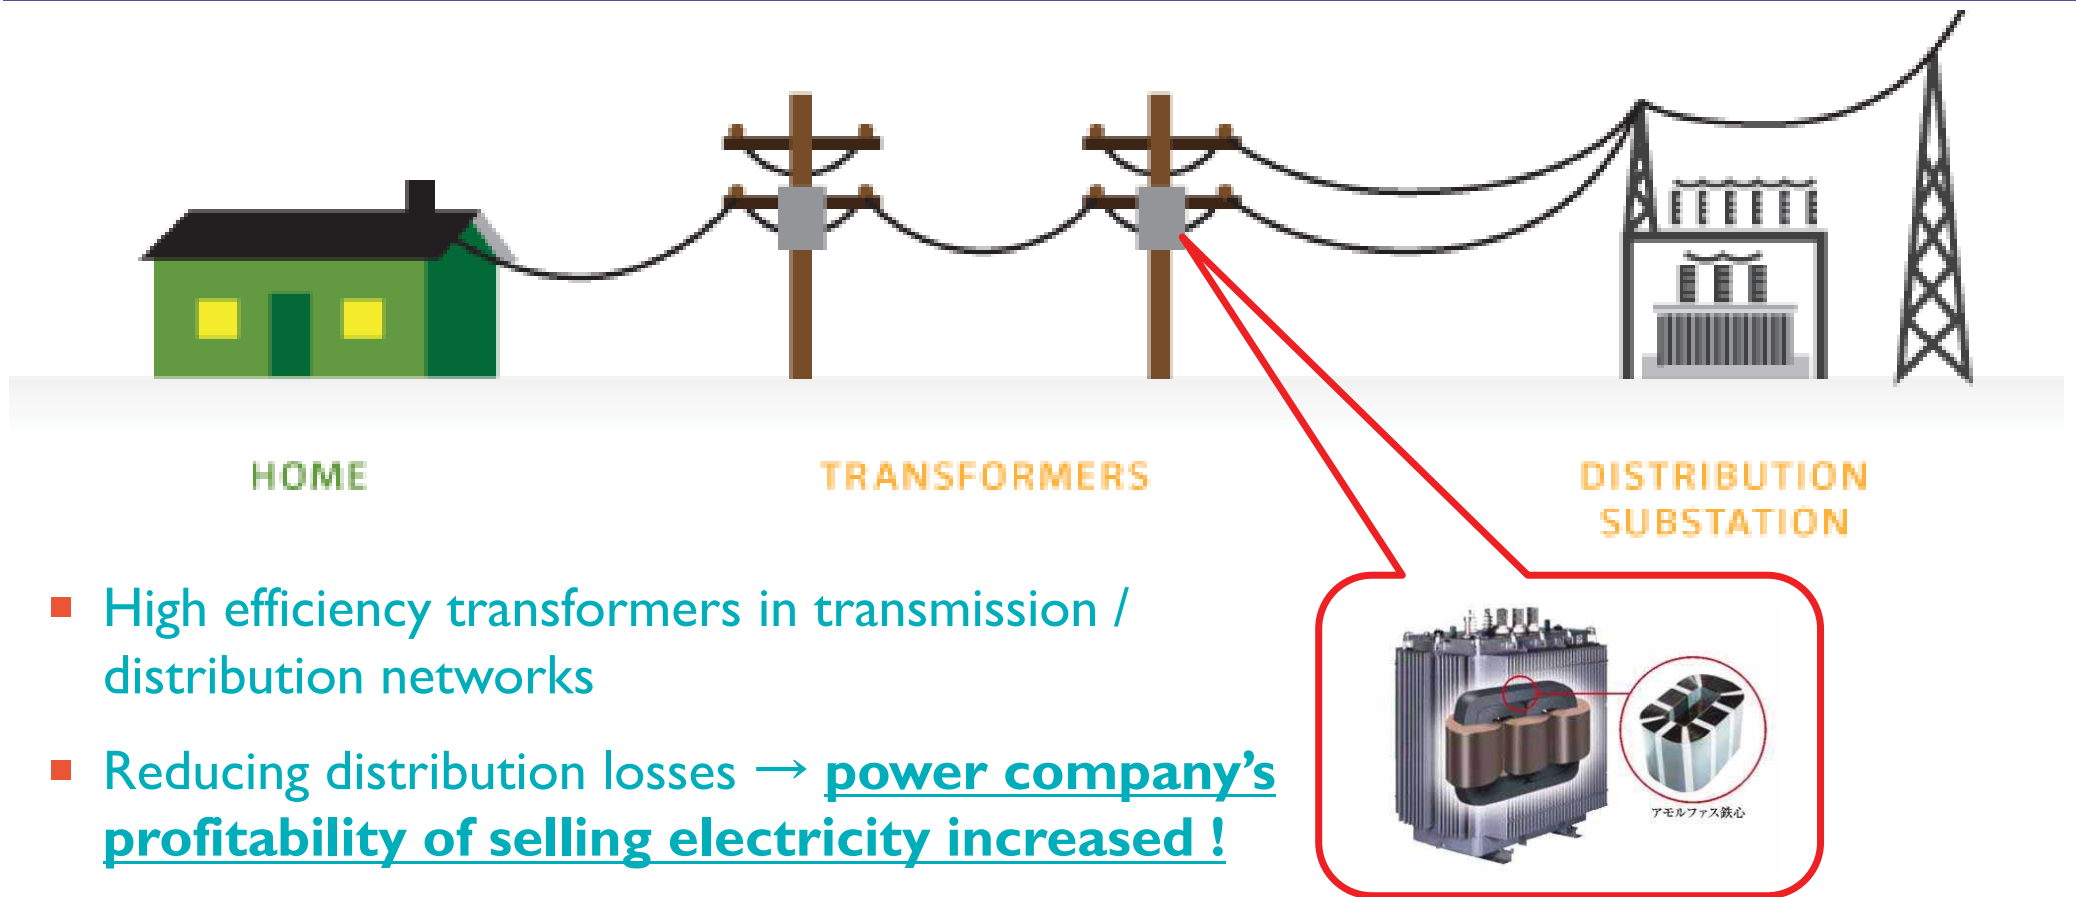 HOME
TRANSFORMERS
DISTRIBUTION
SUBSTATION
High efficiency transformers in transmission /
distribution networks
Reducing distribution losses → power company’s
profitability of selling electricity increased !
アモルファス鉄心